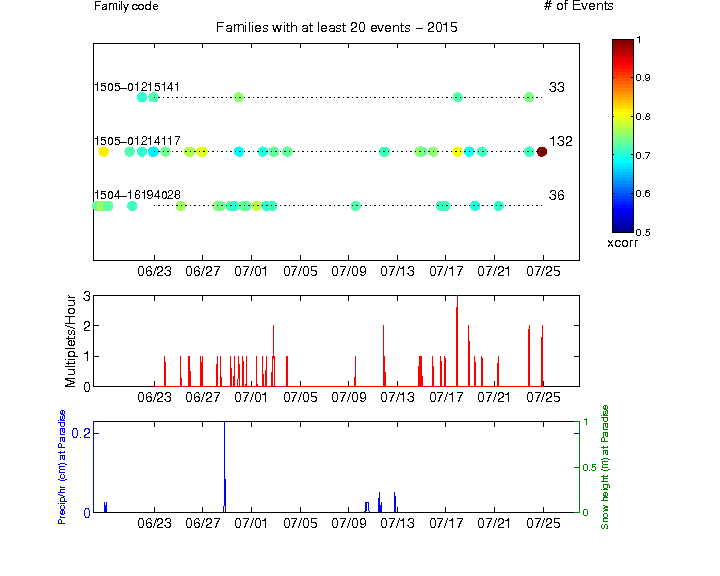 Family code
# of Events
Families with at least 20 events – 2015
1505–01215141
33
1505–01214117
132
1504–16194028
36
06/23 06/27 07/01 07/05 07/09 07/13 07/17 07/21 07/25
1
0.9
0.8
0.7
0.6
0.5
xcorr
Multiplets/Hour
3
2
1
0
06/23 06/27 07/01 07/05 07/09 07/13 07/17 07/21 07/25
Precip/hr (cm) at Paradise
0.2
0
1
0.5
0
Snow height (m) at Paradise
06/23 06/27 07/01 07/05 07/09 07/13 07/17 07/21 07/25